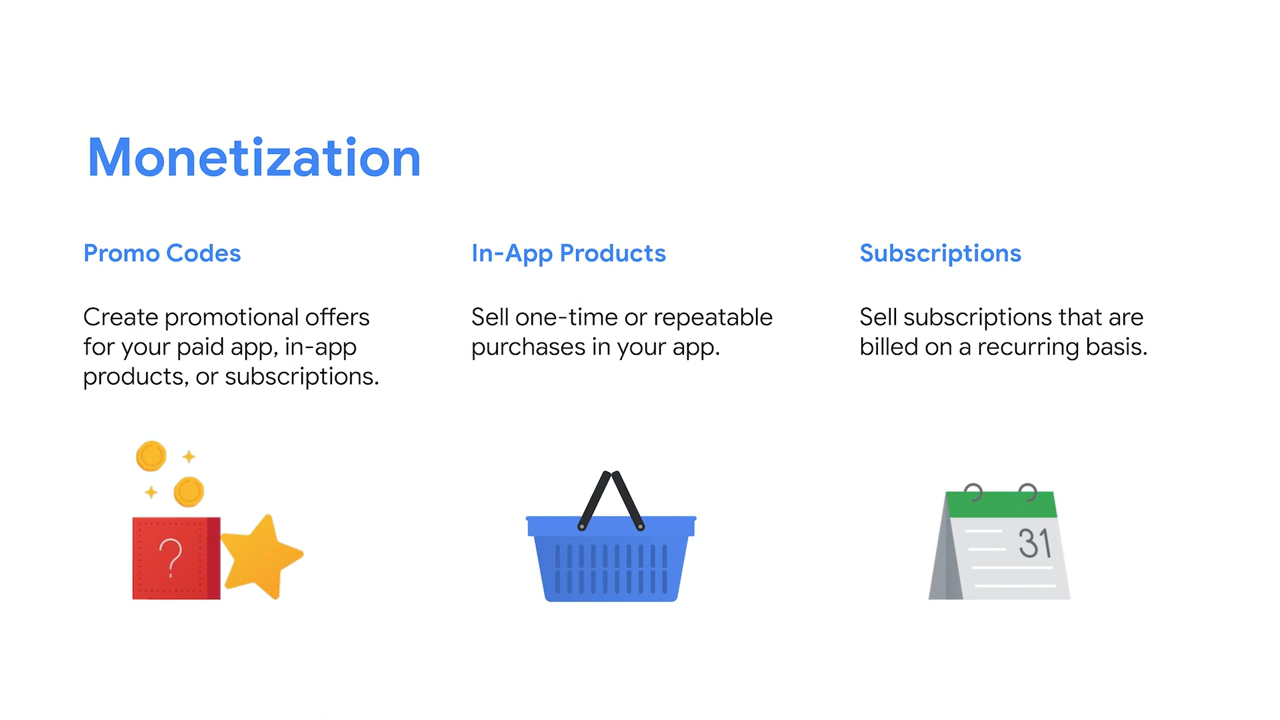 Monetization
Promo Codes
Create promotional offers
for your paid app, in-app
products, or subscriptions.
In-App Products
Sell one-time or repeatable
purchases in your app.
Subscriptions
Sell subscriptions that are
billed on a recurring basis.
?
31